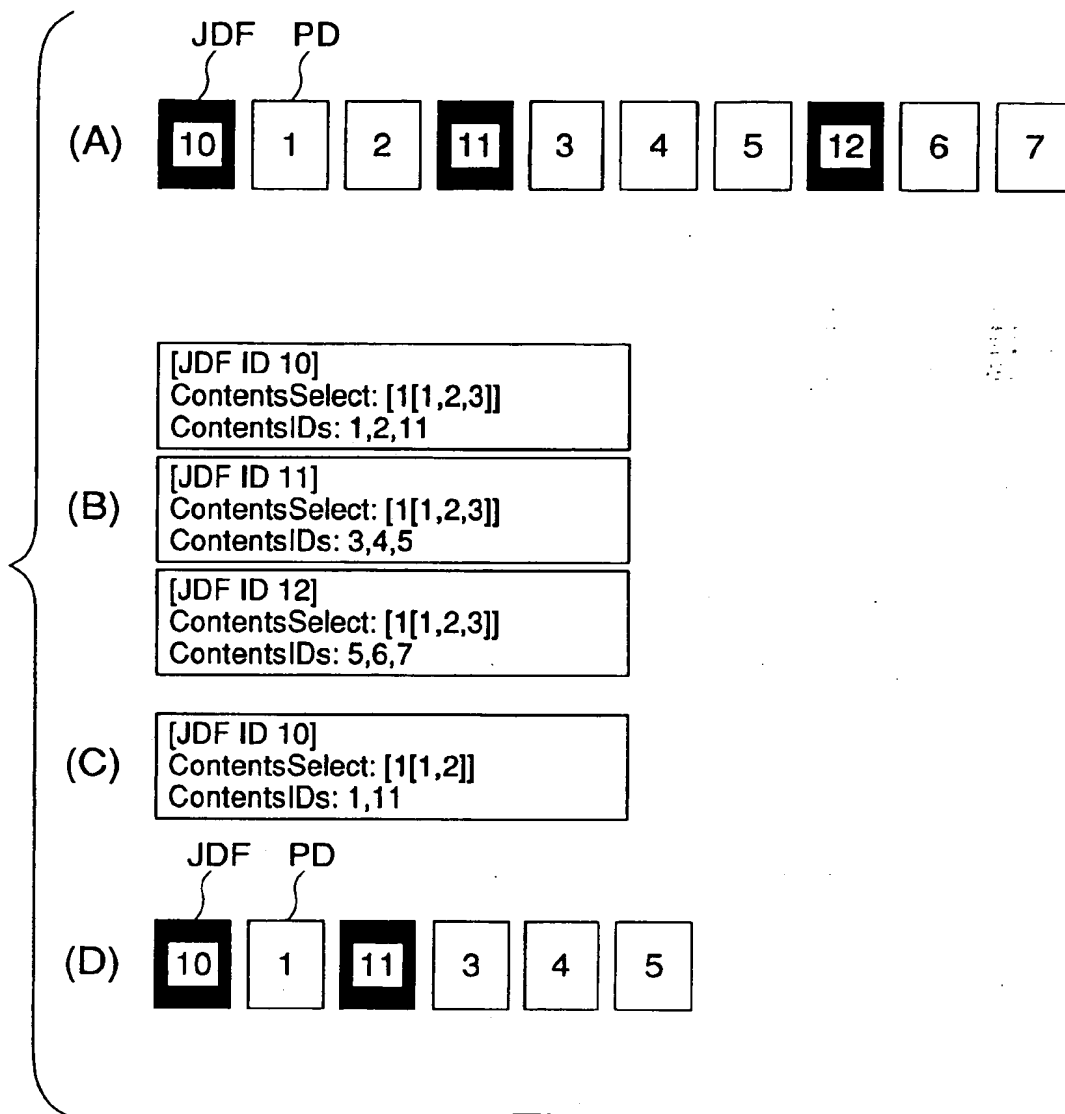 JDF PD
(A) 10 1 2 11 3 4 5 12 6 7
[JDF ID 10]
ContentsSelect: [1[1,2,3]]
ContentsIDs: 1,2,11
(B)
[JDF ID 11]
ContentsSelect: [1[1,2,3]]
ContentsIDs: 3,4,5
[JDF ID 12]
ContentsSelect: [1[1,2,3]]
ContentsIDs: 5,6,7
(C)
[JDF ID 10]
ContentsSelect: [1[1,2]]
ContentsIDs: 1,11
JDF PD
(D) 10 1 11 3 4 5